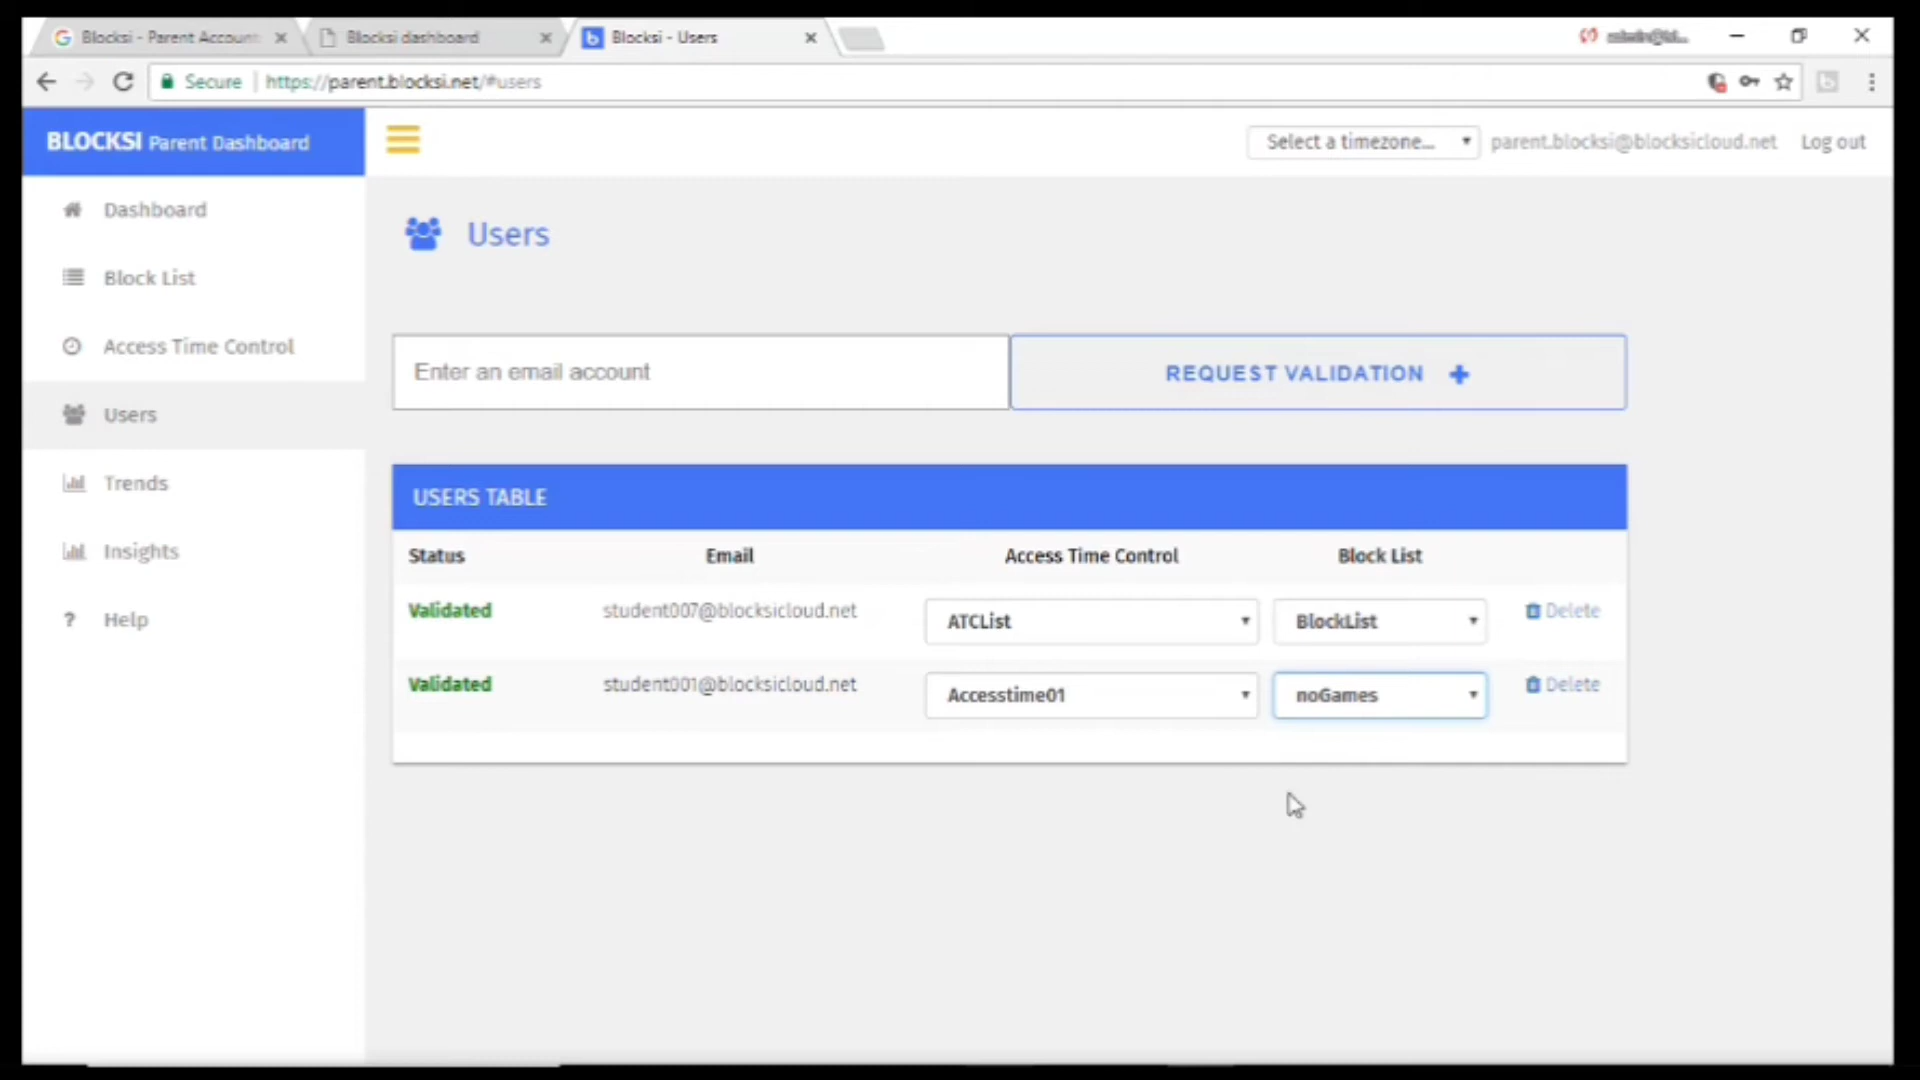 Blocksi - Parent Account
Blocksi dashboard
Blocksi - Users
Secure
https://parent.blocksi.net/#users
BLOCKSI Parent Dashboard
Select a timezone...
parent.blocksi@blocksicloud.net
Log out
Dashboard
Block List
Access Time Control
Users
Trends
Insights
? Help
Users
Enter an email account
REQUEST VALIDATION +
USERS TABLE
Status Email Access Time Control Block List
Validated student007@blocksicloud.net ATCList BlockList Delete
Validated student001@blocksicloud.net Accesstime01 noGames Delete